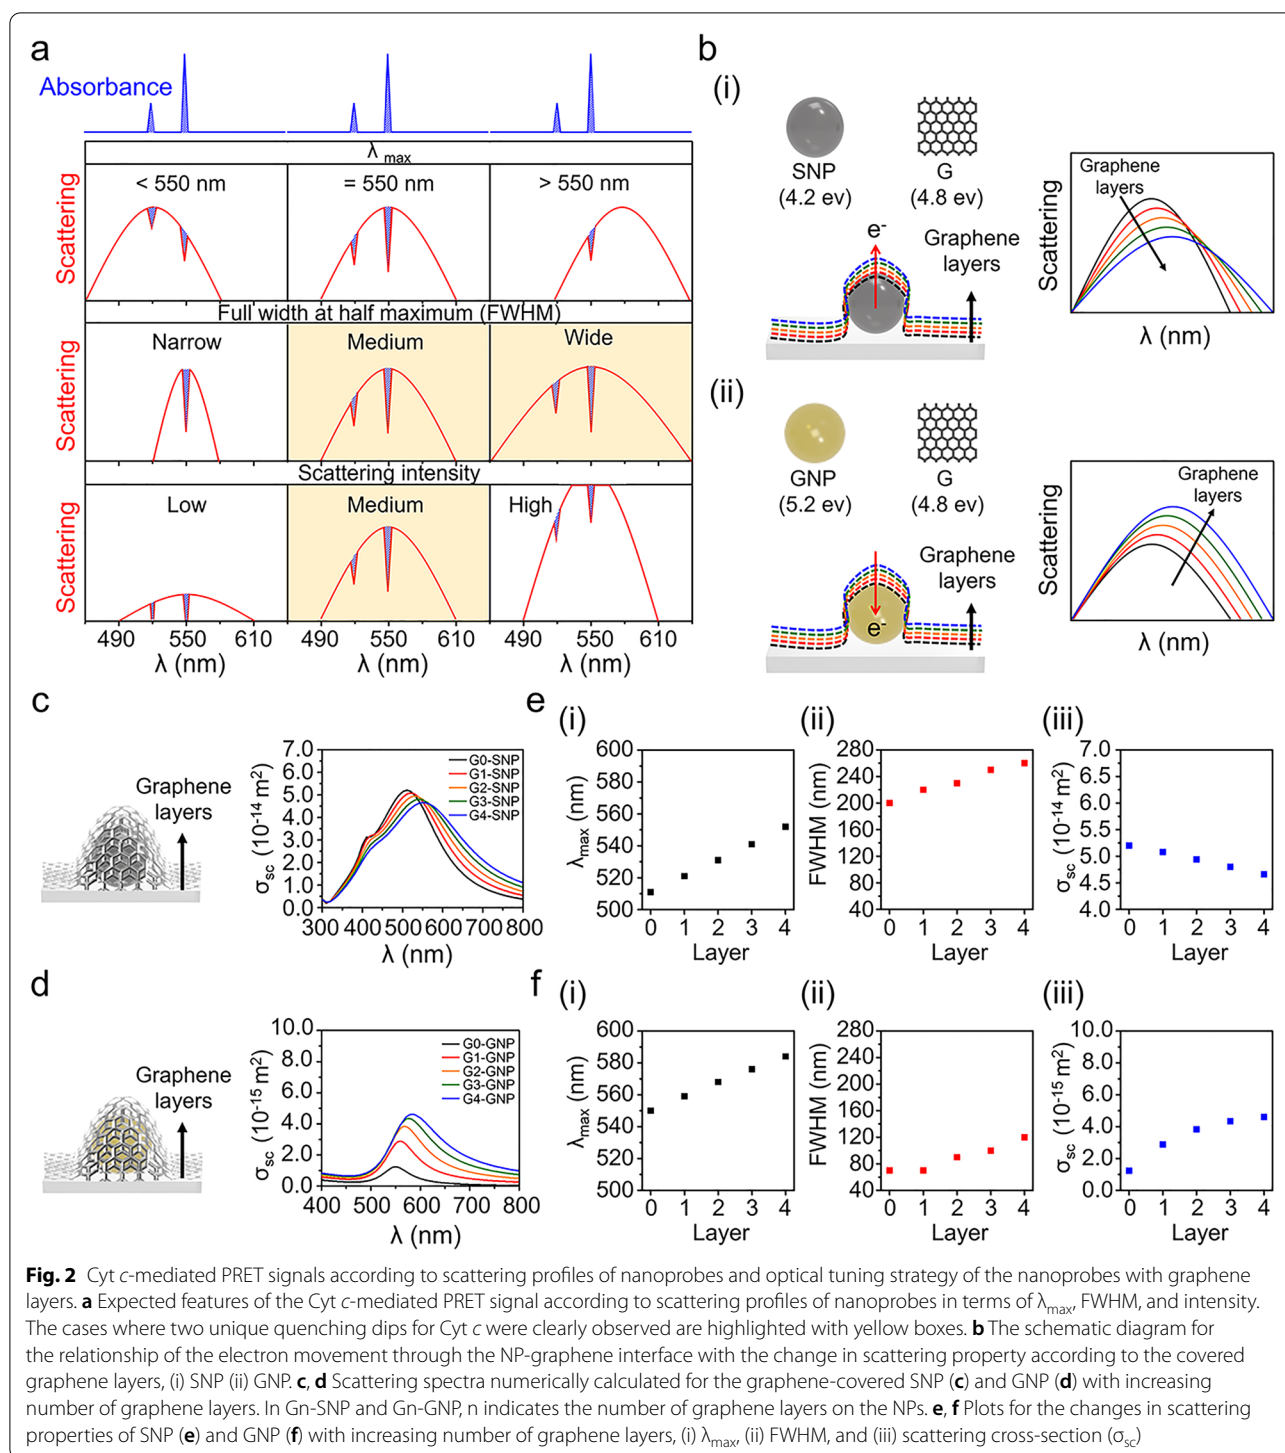 a
Absorbance
λ max
< 550 nm
= 550 nm
> 550 nm
Scattering
Full width at half maximum (FWHM)
Narrow
Medium
Wide
Scattering
Scattering intensity
Low
Medium
High
Scattering
490 550 610
490 550 610
490 550 610
λ (nm)
λ (nm)
λ (nm)
b
(i)
SNP
(4.2 ev)
G
(4.8 ev)
e-
Graphene
layers
Scattering
Graphene
layers
λ (nm)
(ii)
GNP
(5.2 ev)
G
(4.8 ev)
e-
Graphene
layers
Scattering
Graphene
layers
λ (nm)
c
Graphene
layers
σsc (10-14 m2)
7.0
6.0
5.0
4.0
3.0
2.0
1.0
0.0
G0-SNP
G1-SNP
G2-SNP
G3-SNP
G4-SNP
300 400 500 600 700 800
λ (nm)
e
(i)
λmax (nm)
600
580
560
540
520
500
0 1 2 3 4
Layer
(ii)
FWHM (nm)
280
240
200
160
120
80
40
0 1 2 3 4
Layer
(iii)
σsc (10-14 m2)
7.0
6.0
5.5
5.0
4.5
4.0
0 1 2 3 4
Layer
d
Graphene
layers
σsc (10-15 m2)
10.0
8.0
6.0
4.0
2.0
0.0
G0-GNP
G1-GNP
G2-GNP
G3-GNP
G4-GNP
400 500 600 700 800
λ (nm)
f
(i)
λmax (nm)
600
580
560
540
520
500
0 1 2 3 4
Layer
(ii)
FWHM (nm)
280
240
200
160
120
80
40
0 1 2 3 4
Layer
(iii)
σsc (10-15 m2)
10.0
8.0
6.0
4.0
2.0
0.0
0 1 2 3 4
Layer
Fig. 2 Cyt c-mediated PRET signals according to scattering profiles of nanoprobes and optical tuning strategy of the nanoprobes with graphene
layers. a Expected features of the Cyt c-mediated PRET signal according to scattering profiles of nanoprobes in terms of λmax, FWHM, and intensity.
The cases where two unique quenching dips for Cyt c were clearly observed are highlighted with yellow boxes. b The schematic diagram for
the relationship of the electron movement through the NP-graphene interface with the change in scattering property according to the covered
graphene layers, (i) SNP (ii) GNP. c, d Scattering spectra numerically calculated for the graphene-covered SNP (c) and GNP (d) with increasing
number of graphene layers. In Gn-SNP and Gn-GNP, n indicates the number of graphene layers on the NPs. e, f Plots for the changes in scattering
properties of SNP (e) and GNP (f) with increasing number of graphene layers, (i) λmax, (ii) FWHM, and (iii) scattering cross-section (σsc)